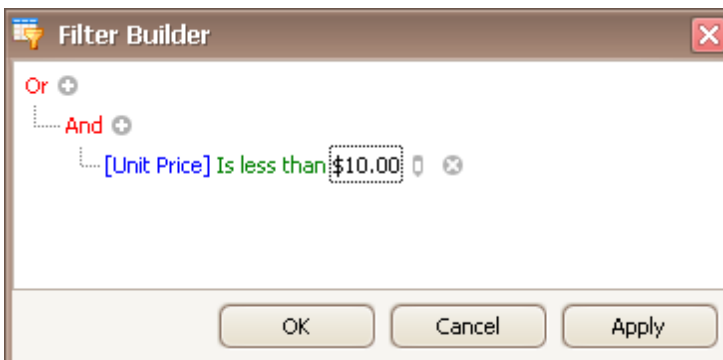 Filter Builder
Or
And
[Unit Price] Is less than $10.00
OK Cancel Apply